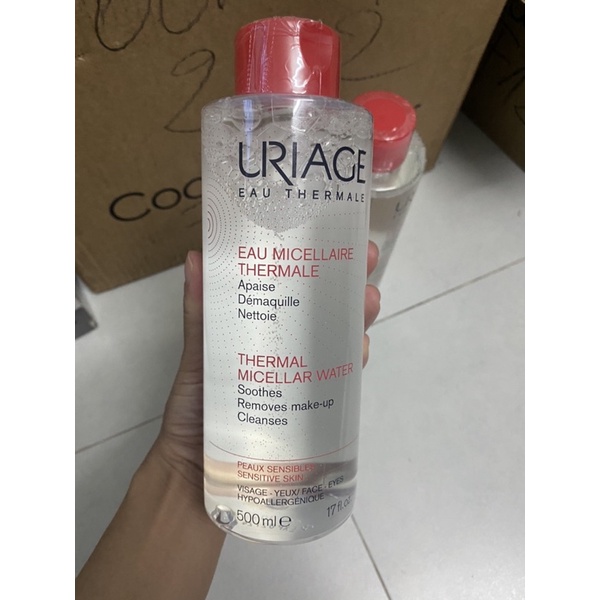 URIAGE
EAU THERMALE
EAU MICELLAIRE
THERMALE
Apaise
Démaquille
Nettoie
THERMAL
MICELLAR WATER
Soothes
Removes make-up
Cleanses
PEAUX SENSIBLES
SENSITIVE SKIN
VISAGE - YEUX/ FACE - EYES
HYPOALLERGÉNIQUE
500 ml e 17 fl.